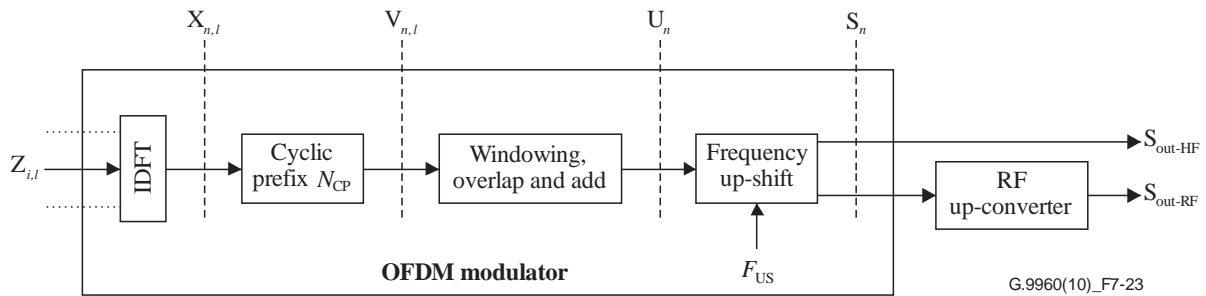 X_{n,l} V_{n,l} U_n S_n
Z_{i,l}
IDFT
Cyclic
prefix N_CP
Windowing,
overlap and add
Frequency
up-shift
RF
up-converter
S_out-HF
S_out-RF
OFDM modulator
F_US
G.9960(10)_F7-23